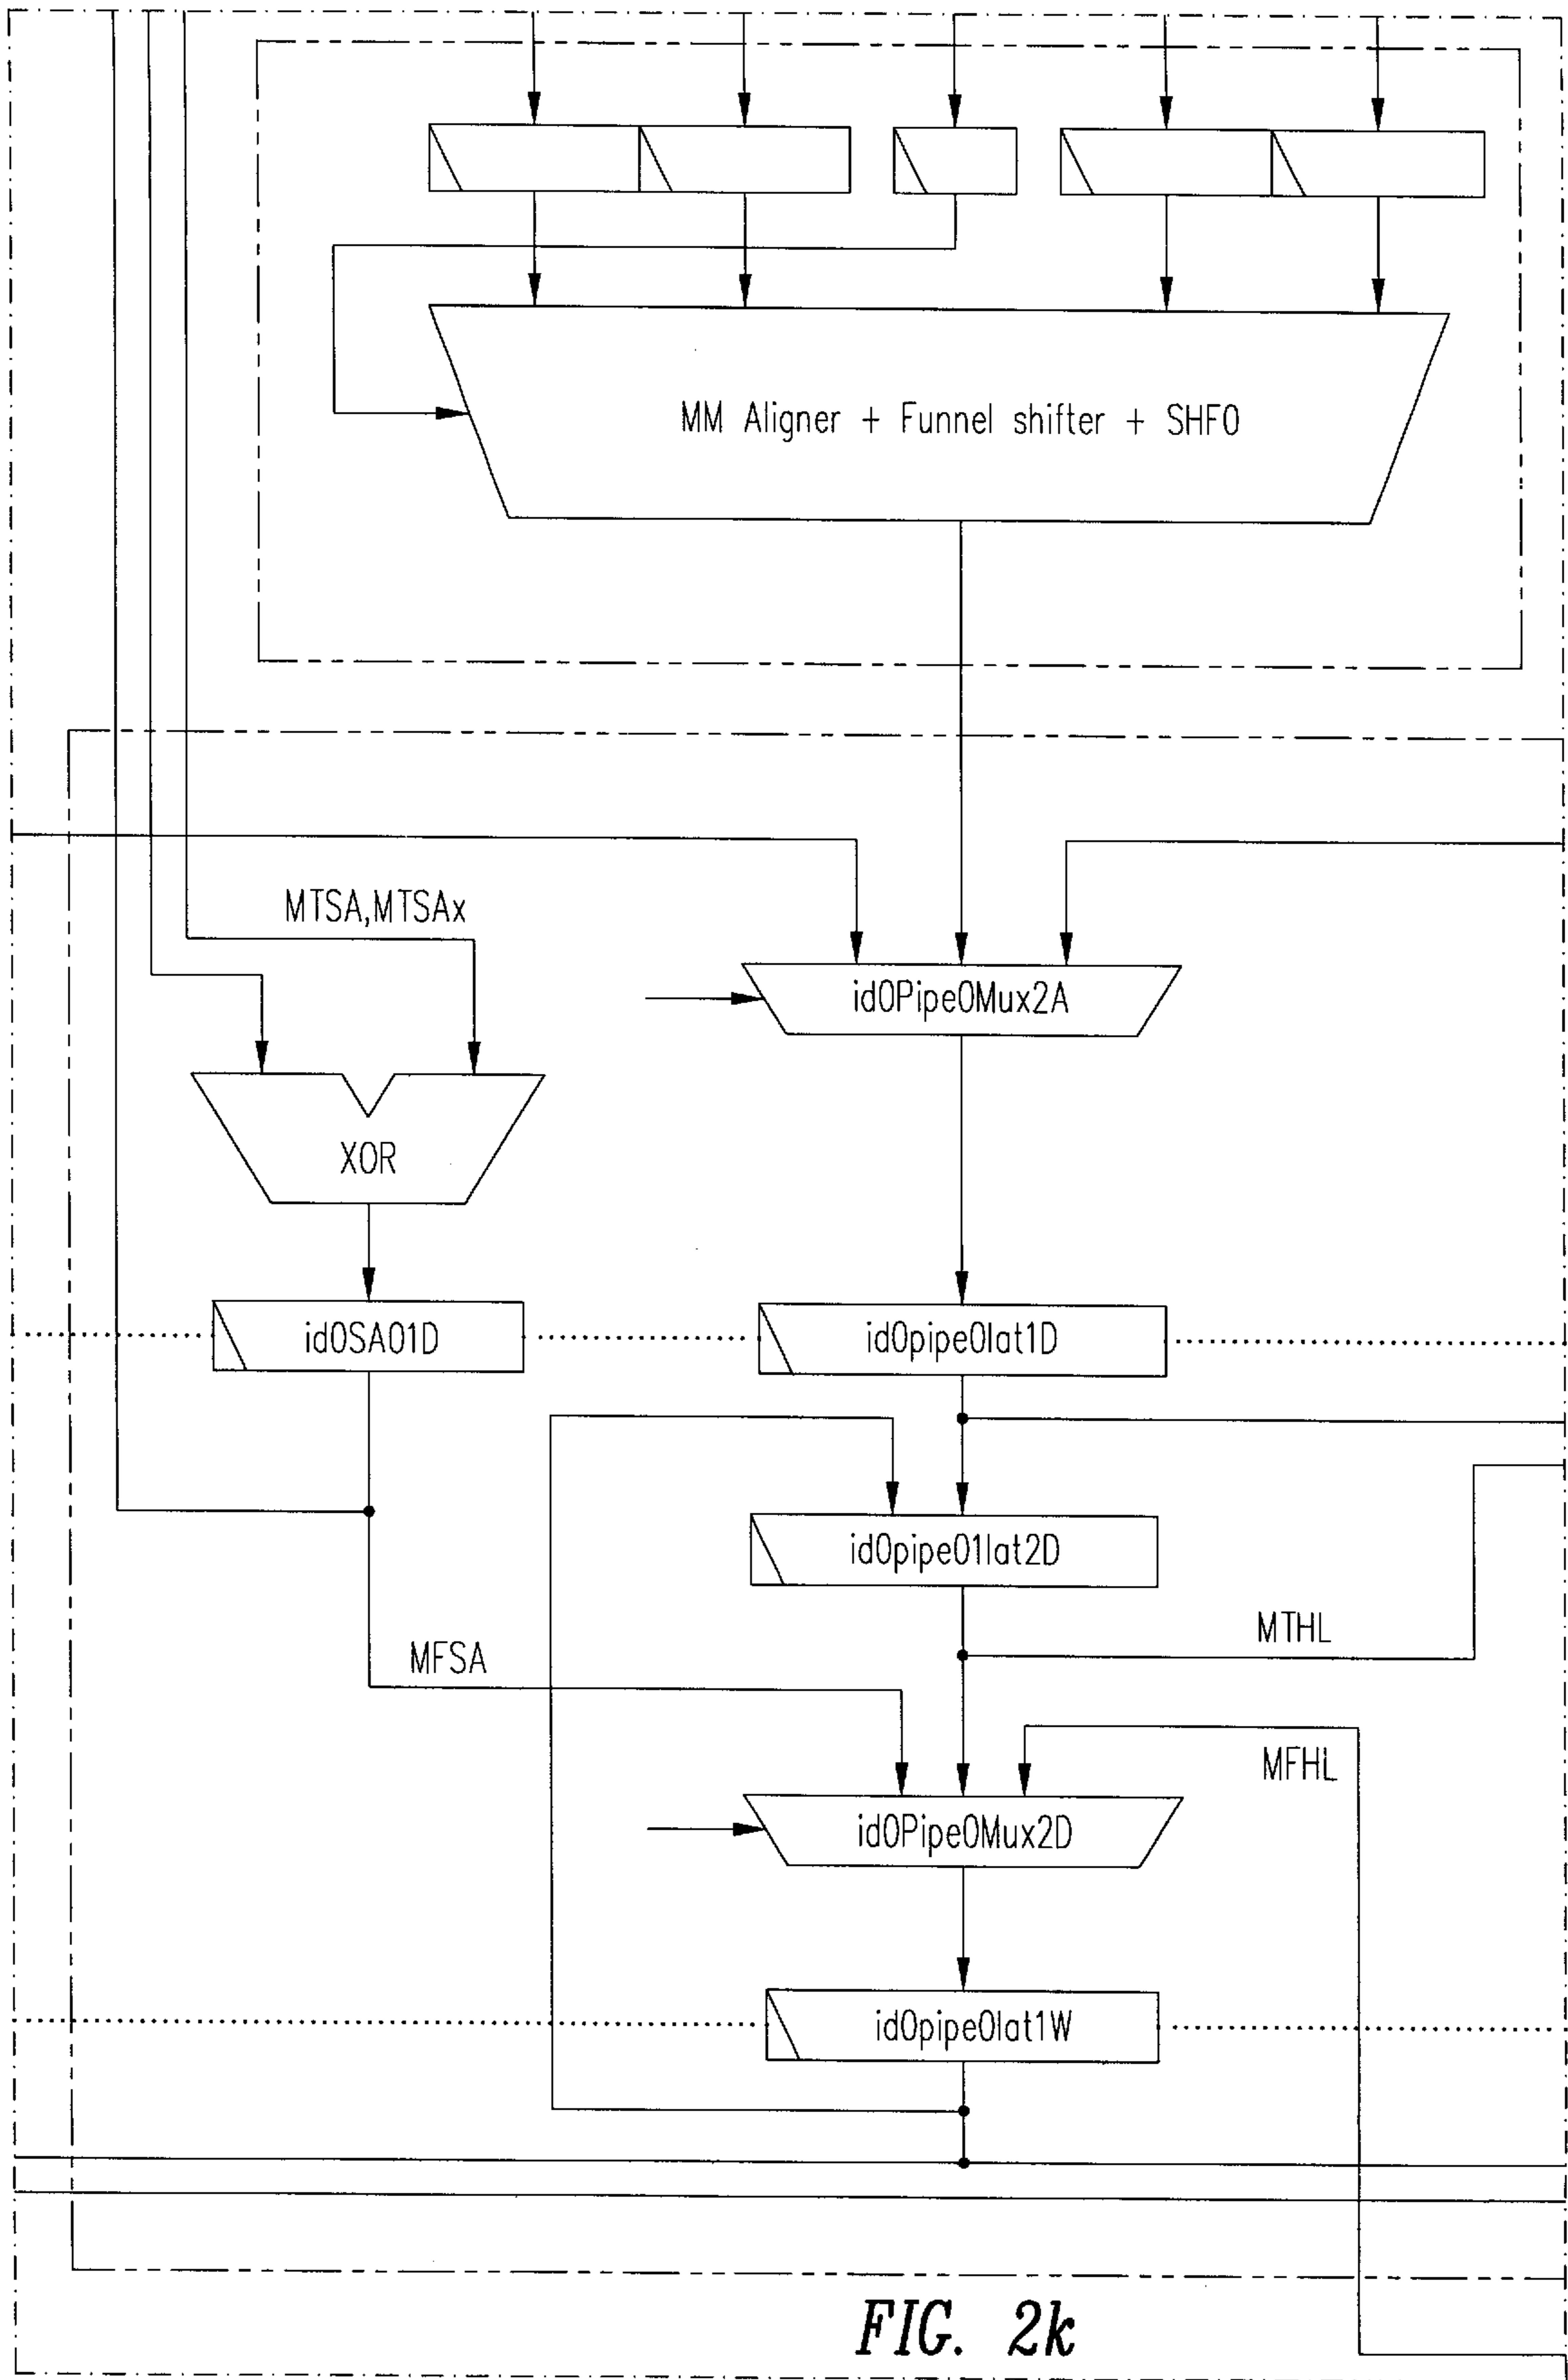 MM Aligner + Funnel shifter + SHF0
MTSA,MTSAx
id0Pipe0Mux2A
XOR
id0SA01D
id0pipe0lat1D
id0pipe01lat2D
MTHL
MFSA
MFHL
id0Pipe0Mux2D
id0pipe0lat1W
FIG. 2k